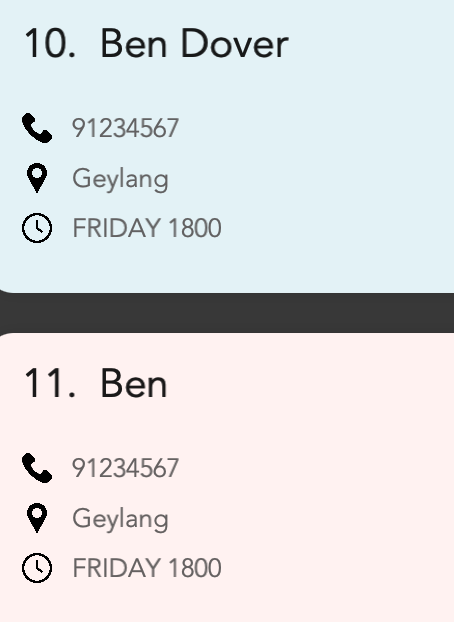 10. Ben Dover
91234567
Geylang
FRIDAY 1800
11. Ben
91234567
Geylang
FRIDAY 1800